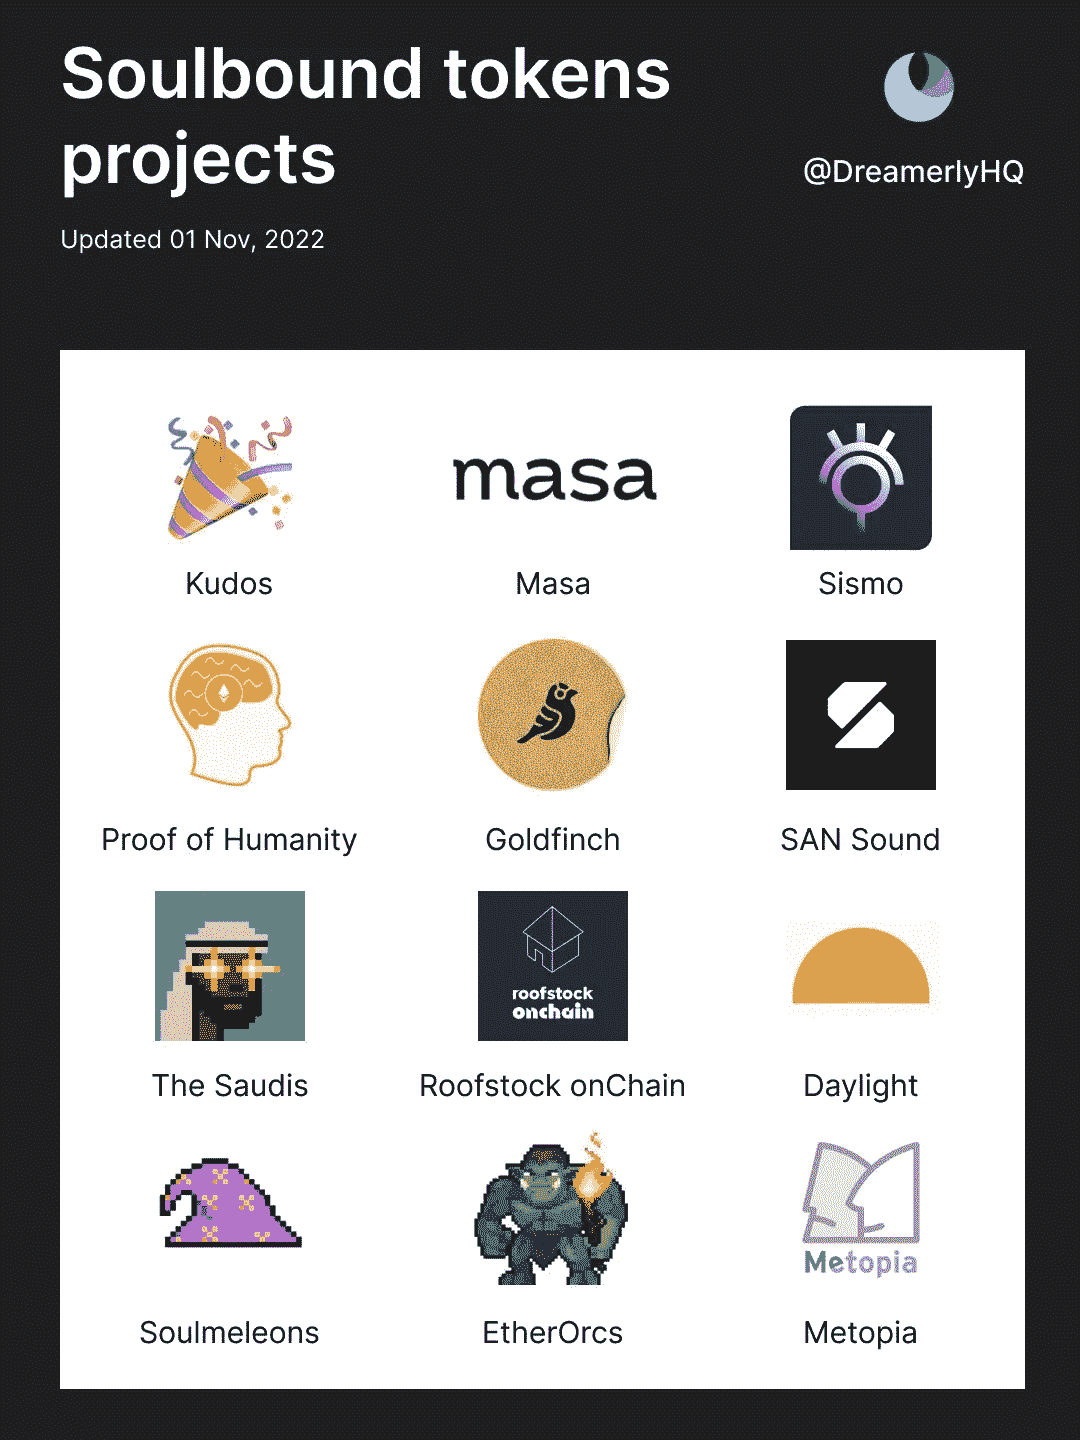 Soulbound tokens
projects
@DreamerlyHQ
Updated 01 Nov, 2022
masa
Kudos
Masa
Sismo
Proof of Humanity
Goldfinch
SAN Sound
roofstock
onchain
The Saudis
Roofstock onChain
Daylight
Metopia
Soulmeleons
EtherOrcs
Metopia